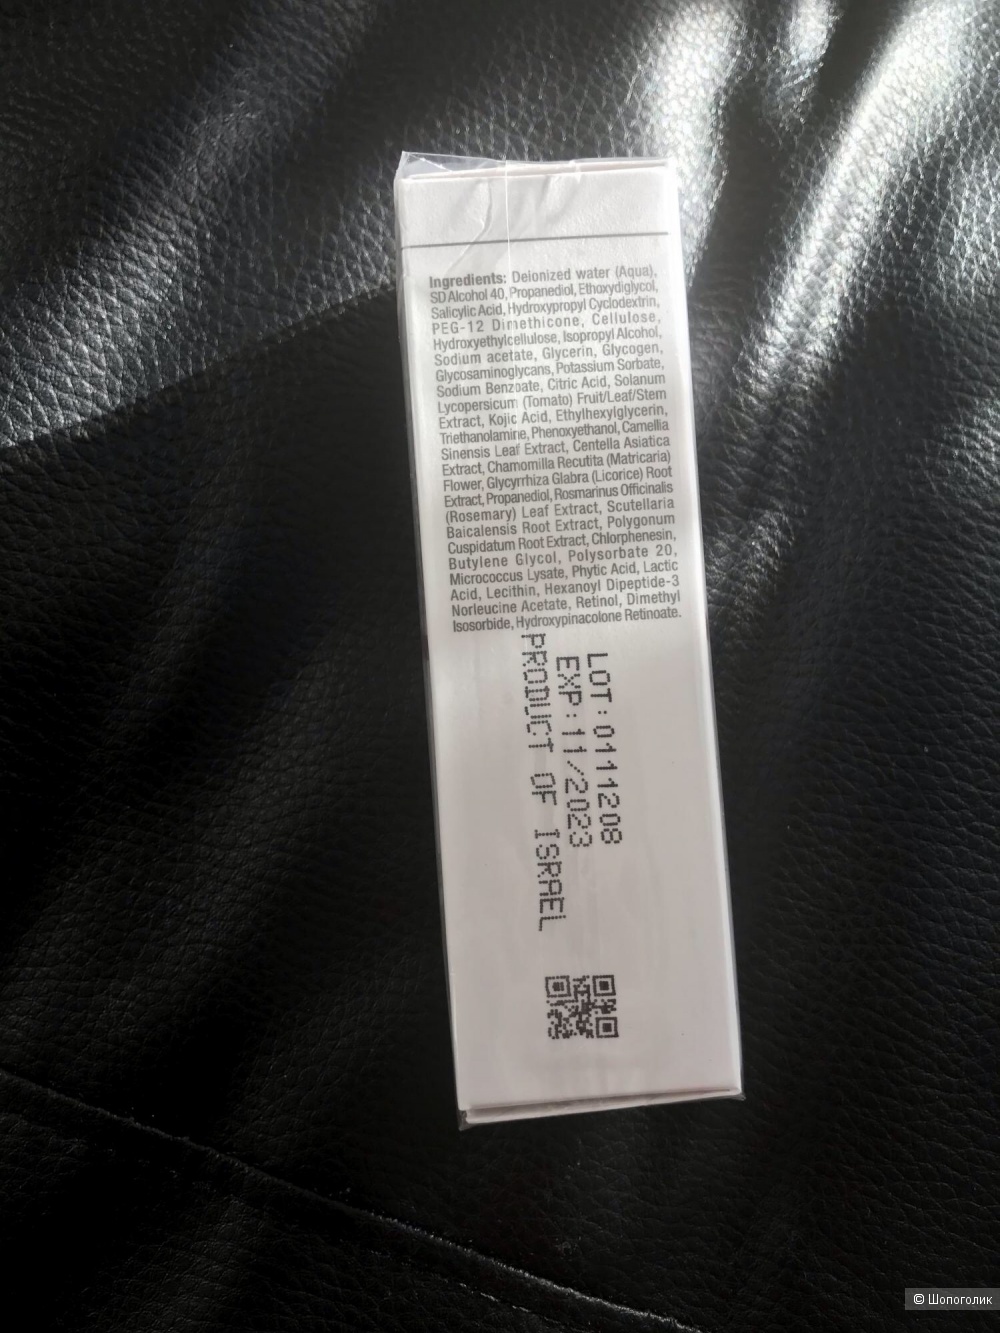 Ingredients: Deionized water (Aqua),
SD Alcohol 40, Propanediol, Ethoxydiglycol,
Salicylic Acid, Hydroxypropyl Cyclodextrin,
PEG-12 Dimethicone, Cellulose,
Hydroxyethylcellulose, Isopropyl Alcohol,
Sodium acetate, Glycerin, Glycogen,
Glycosaminoglycans, Potassium Sorbate,
Sodium Benzoate, Citric Acid, Solanum
Lycopersicum (Tomato) Fruit/Leaf/Stem
Extract, Kojic Acid, Ethylhexylglycerin,
Triethanolamine, Phenoxyethanol, Camellia
Sinensis Leaf Extract, Centella Asiatica
Extract, Chamomilla Recutita (Matricaria)
Flower, Glycyrrhiza Glabra (Licorice) Root
Extract, Propanediol, Rosmarinus Officinalis
(Rosemary) Leaf Extract, Scutellaria
Baicalensis Root Extract, Polygonum
Cuspidatum Root Extract, Chlorphenesin,
Butylene Glycol, Polysorbate 20,
Micrococcus Lysate, Phytic Acid, Lactic
Acid, Lecithin, Hexanoyl Dipeptide-3
Norleucine Acetate, Retinol, Dimethyl
Isosorbide, Hydroxypinacolone Retinoate.
LOT:0111208
EXP:11/2023
PRODUCT OF ISRAEL
© Шопоголик